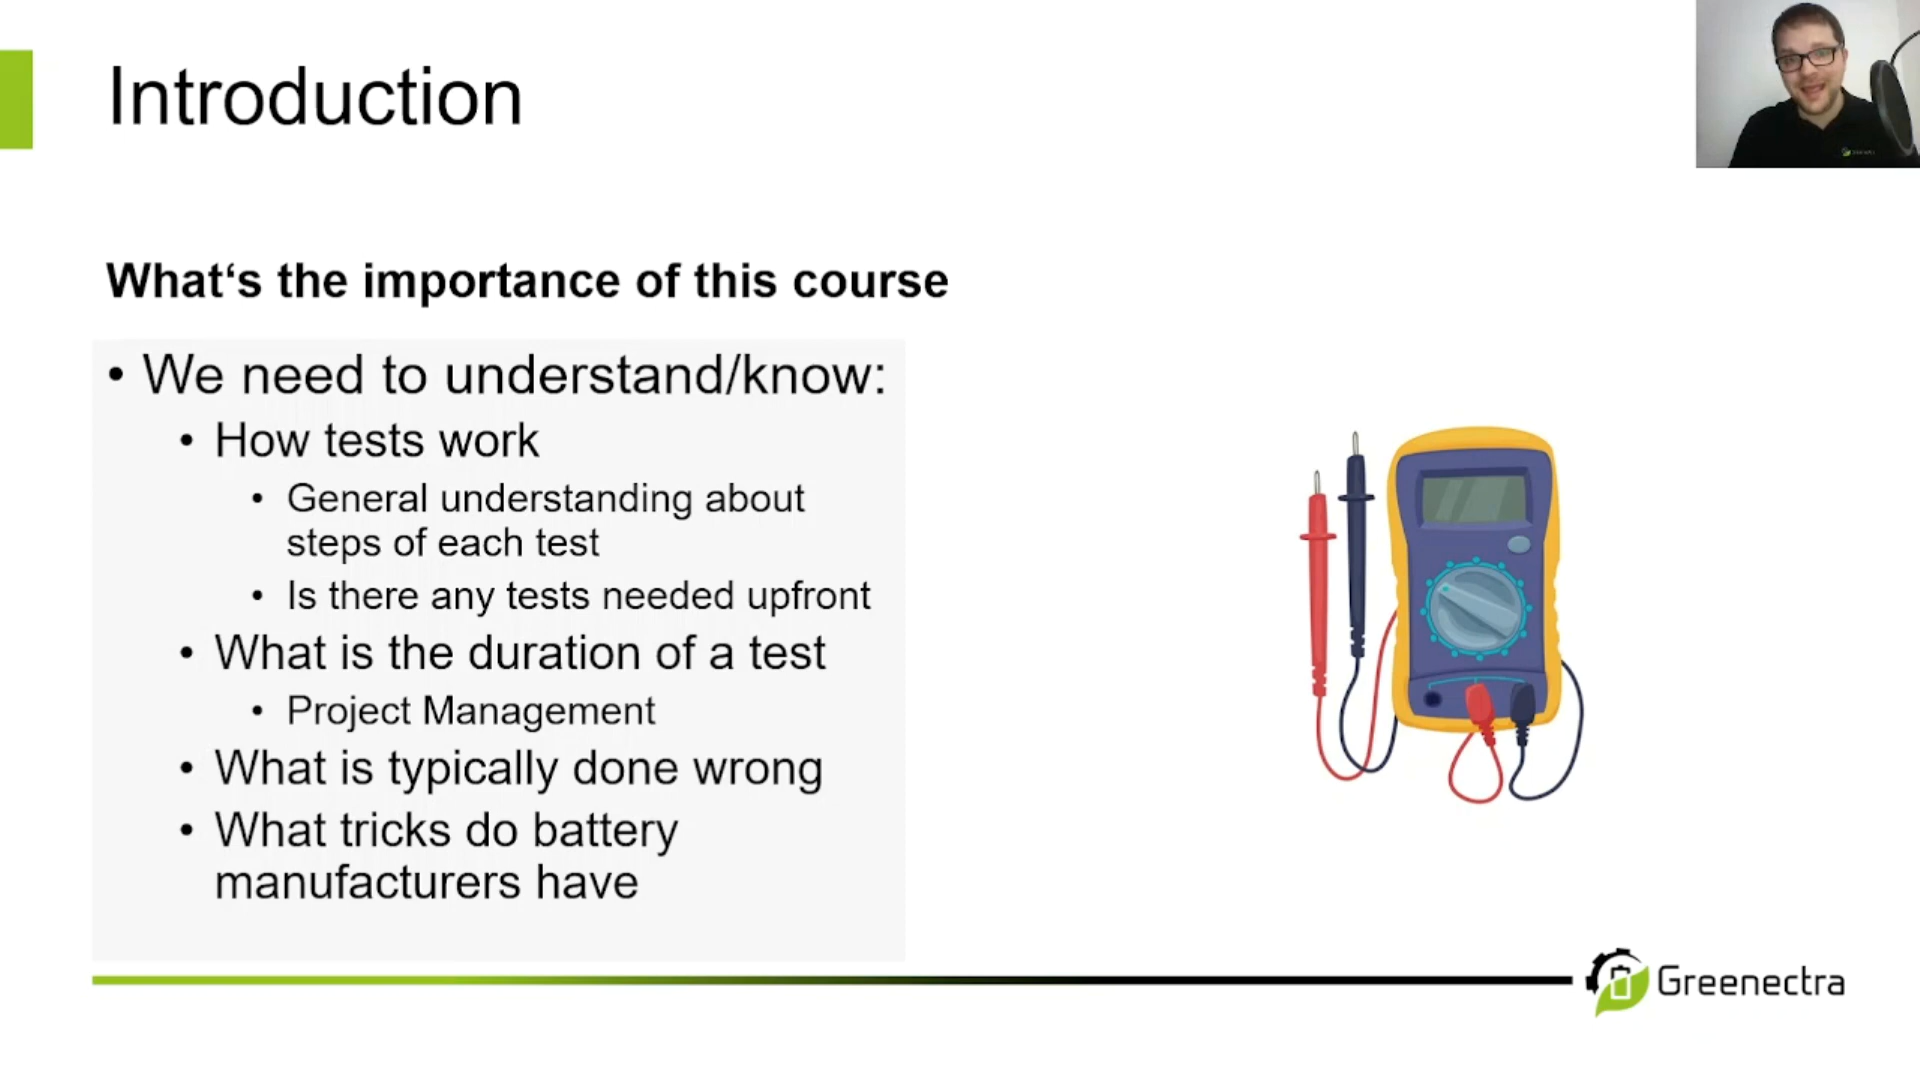 Introduction
What‘s the importance of this course
• We need to understand/know:
• How tests work
• General understanding about
steps of each test
• Is there any tests needed upfront
• What is the duration of a test
• Project Management
• What is typically done wrong
• What tricks do battery
manufacturers have
Greenectra